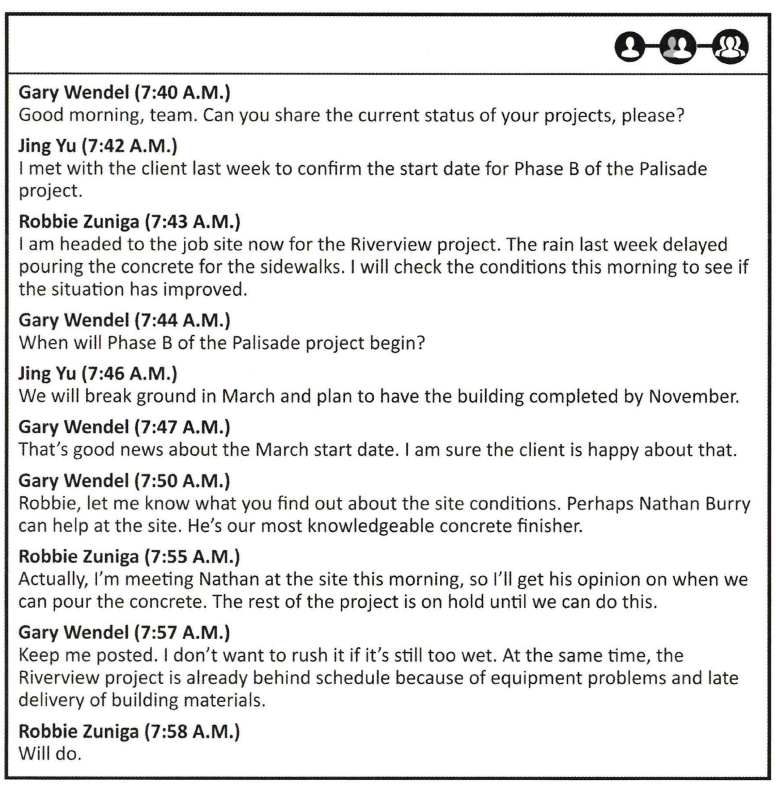 Gary Wendel (7:40 A.M.)
Good morning, team. Can you share the current status of your projects, please?
Jing Yu (7:42 A.M.)
I met with the client last week to confirm the start date for Phase B of the Palisade
project.
Robbie Zuniga (7:43 A.M.)
I am headed to the job site now for the Riverview project. The rain last week delayed
pouring the concrete for the sidewalks. I will check the conditions this morning to see if
the situation has improved.
Gary Wendel (7:44 A.M.)
When will Phase B of the Palisade project begin?
Jing Yu (7:46 A.M.)
We will break ground in March and plan to have the building completed by November.
Gary Wendel (7:47 A.M.)
That's good news about the March start date. I am sure the client is happy about that.
Gary Wendel (7:50 A.M.)
Robbie, let me know what you find out about the site conditions. Perhaps Nathan Burry
can help at the site. He's our most knowledgeable concrete finisher.
Robbie Zuniga (7:55 A.M.)
Actually, I'm meeting Nathan at the site this morning, so I'll get his opinion on when we
can pour the concrete. The rest of the project is on hold until we can do this.
Gary Wendel (7:57 A.M.)
Keep me posted. I don't want to rush it if it's still too wet. At the same time, the
Riverview project is already behind schedule because of equipment problems and late
delivery of building materials.
Robbie Zuniga (7:58 A.M.)
Will do.